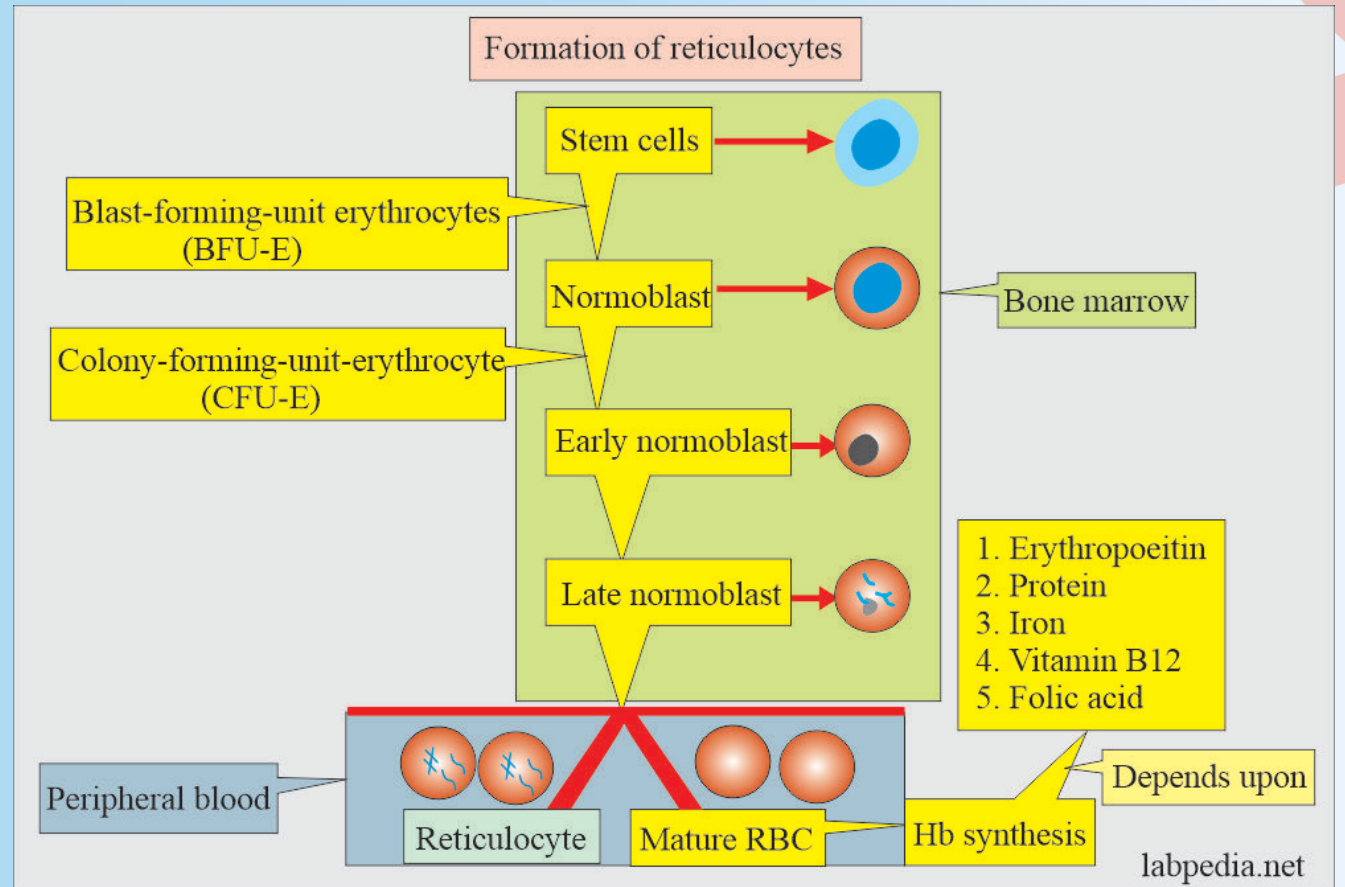 Formation of reticulocytes
Stem cells
Blast-forming-unit erythrocytes
(BFU-E)
Normoblast
Bone marrow
Colony-forming-unit-erythrocyte
(CFU-E)
Early normoblast
Late normoblast
1. Erythropoeitin
2. Protein
3. Iron
4. Vitamin B12
5. Folic acid
Peripheral blood
Depends upon
Reticulocyte
Mature RBC
Hb synthesis
labpedia.net